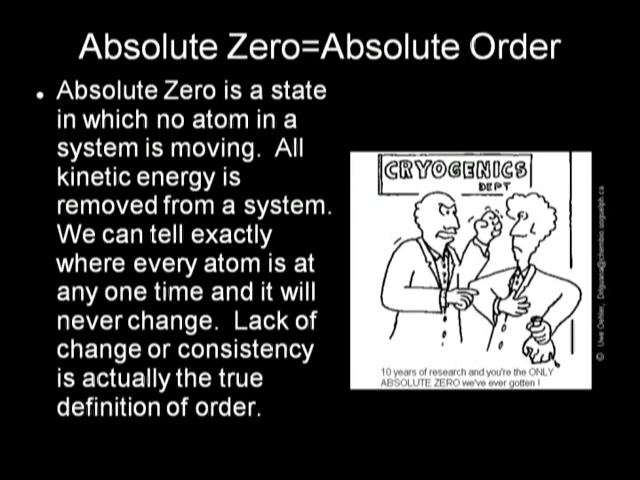 Absolute Zero=Absolute Order
• Absolute Zero is a state
in which no atom in a
system is moving.  All
kinetic energy is
removed from a system.
We can tell exactly
where every atom is at
any one time and it will
never change.  Lack of
change or consistency
is actually the true
definition of order.
CRYOGENICS
DEPT
10 years of research and you're the ONLY
ABSOLUTE ZERO we've ever gotten !
© Uwe Oehler,